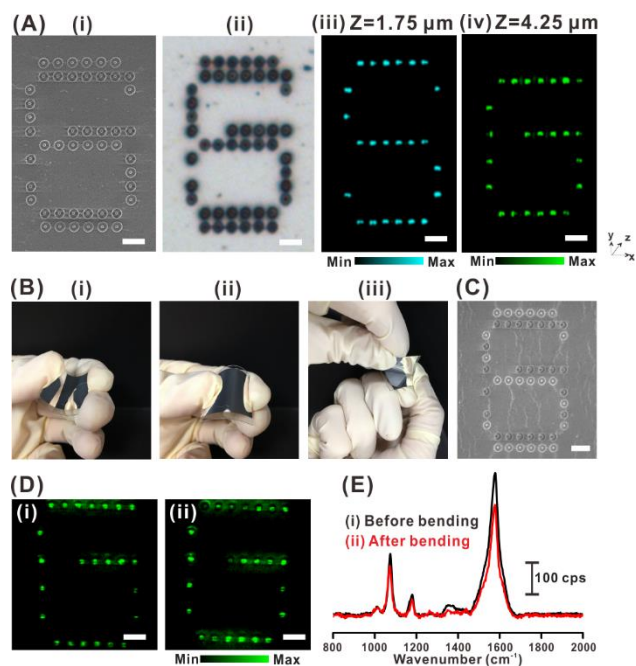 (A) (i) (ii) (iii) Z=1.75 μm (iv) Z=4.25 μm
Min Max Min Max
y z x
(B) (i) (ii) (iii) (C)
(D) (i) (ii) (E)
(i) Before bending
(ii) After bending
100 cps
Min Max
800 1000 1200 1400 1600 1800 2000
Wavenumber (cm⁻¹)